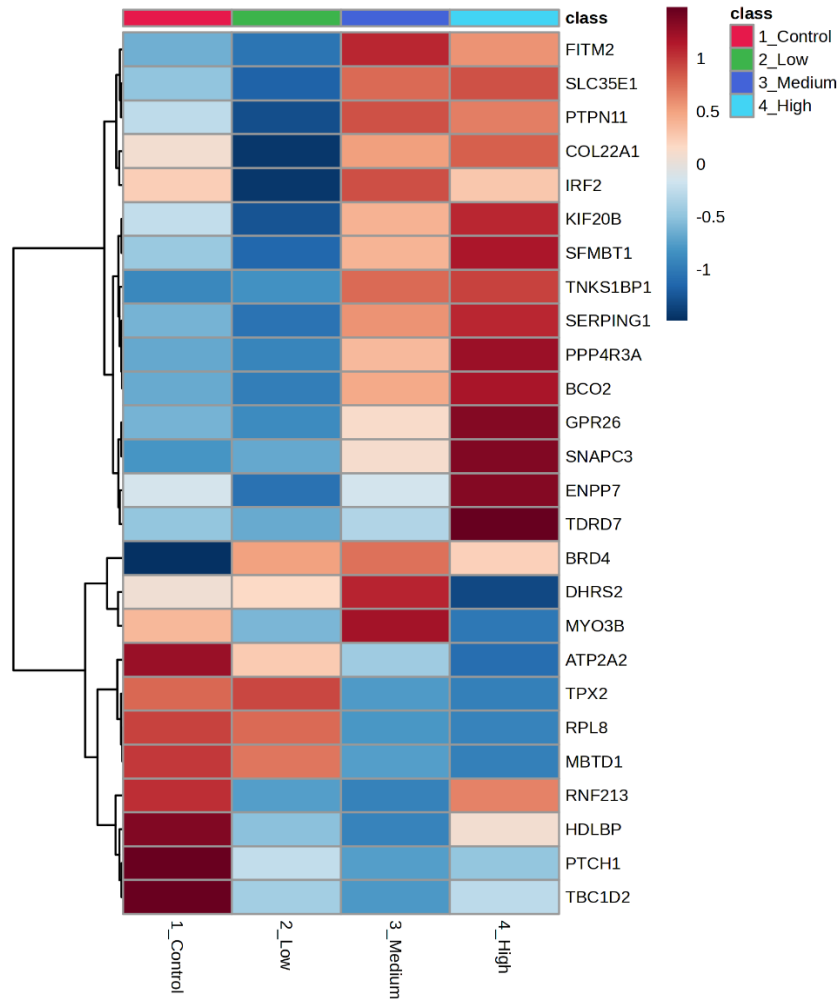 class
FITM2
SLC35E1
PTPN11
COL22A1
IRF2
KIF20B
SFMBT1
TNKS1BP1
SERPING1
PPP4R3A
BCO2
GPR26
SNAPC3
ENPP7
TDRD7
BRD4
DHRS2
MYO3B
ATP2A2
TPX2
RPL8
MBTD1
RNF213
HDLBP
PTCH1
TBC1D2
1_Control
2_Low
3_Medium
4_High
1
0.5
0
-0.5
-1
class
1_Control
2_Low
3_Medium
4_High